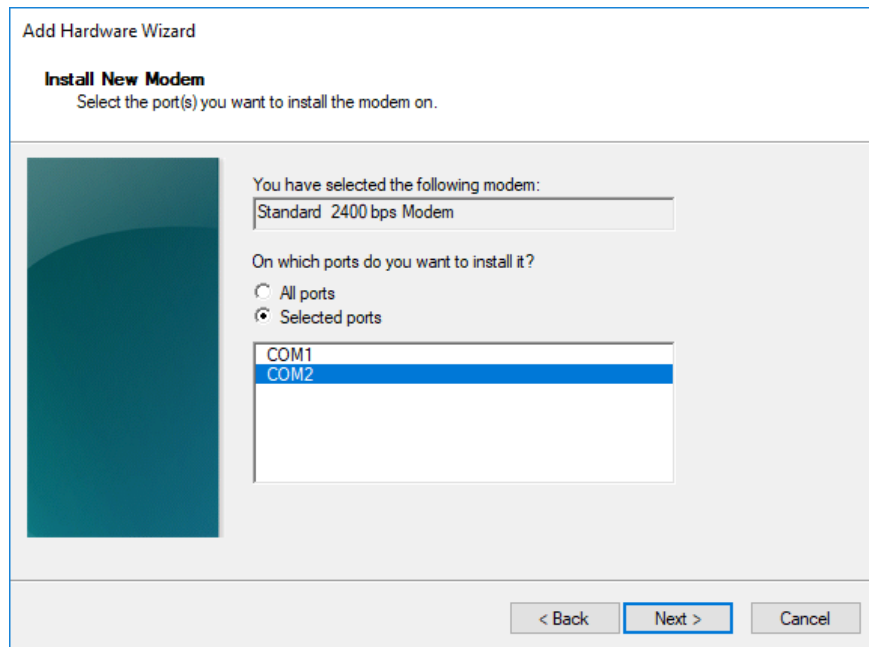 Add Hardware Wizard
Install New Modem
Select the port(s) you want to install the modem on.
You have selected the following modem:
Standard 2400 bps Modem
On which ports do you want to install it?
All ports
Selected ports
COM1
COM2
< Back Next > Cancel